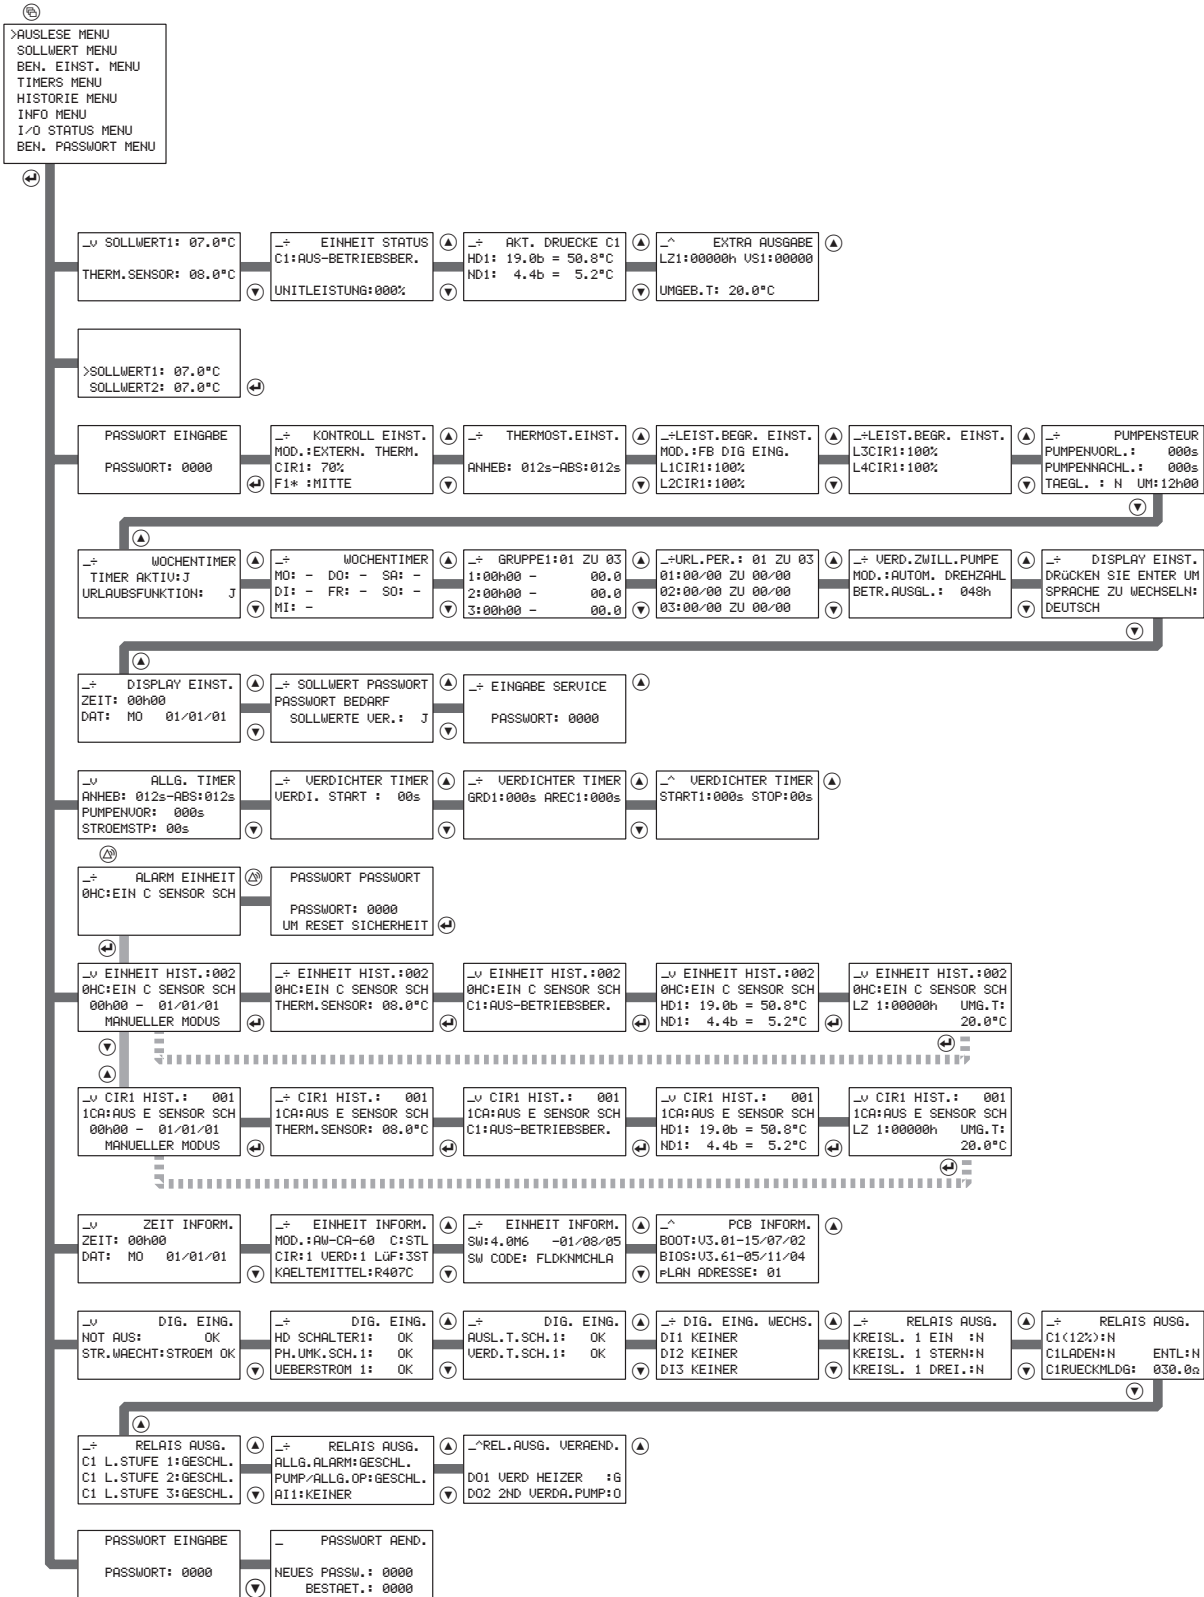 >AUSLESE MENU
SOLLWERT MENU
BEN. EINST. MENU
TIMERS MENU
HISTORIE MENU
INFO MENU
I/O STATUS MENU
BEN. PASSWORT MENU
_v SOLLWERT1: 07.0°C
THERM.SENSOR: 08.0°C
_÷ EINHEIT STATUS
C1:AUS-BETRIEBSBER.
UNITLEISTUNG:000%
_÷ AKT. DRUECKE C1
HD1: 19.0b = 50.8°C
ND1: 4.4b = 5.2°C
_^ EXTRA AUSGABE
LZ1:00000h VS1:00000
UMGEB.T: 20.0°C
>SOLLWERT1: 07.0°C
SOLLWERT2: 07.0°C
PASSWORT EINGABE
PASSWORT: 0000
_÷ KONTROLL EINST.
MOD.:EXTERN. THERM.
CIR1: 70%
F1* :MITTE
_÷ THERMOST.EINST.
ANHEB: 012s-ABS:012s
_÷LEIST.BEGR. EINST.
MOD.:FB DIG EING.
L1CIR1:100%
L2CIR1:100%
_÷LEIST.BEGR. EINST.
L3CIR1:100%
L4CIR1:100%
_÷ PUMPENSTEUR
PUMPENVORL.: 000s
PUMPENNACHL.: 000s
TAEGL. : N UM:12h00
_÷ WOCHENTIMER
TIMER AKTIV:J
URLAUBSFUNKTION: J
_÷ WOCHENTIMER
MO: - DO: - SA: -
DI: - FR: - SO: -
MI: -
_÷ GRUPPE1:01 ZU 03
1:00h00 - 00.0
2:00h00 - 00.0
3:00h00 - 00.0
_÷URL.PER.: 01 ZU 03
01:00/00 ZU 00/00
02:00/00 ZU 00/00
03:00/00 ZU 00/00
_÷ VERD.ZWILL.PUMPE
MOD.:AUTOM. DREHZAHL
BETR.AUSGL.: 048h
_÷ DISPLAY EINST.
DRüCKEN SIE ENTER UM
SPRACHE ZU WECHSELN:
DEUTSCH
_÷ DISPLAY EINST.
ZEIT: 00h00
DAT: MO 01/01/01
_÷ SOLLWERT PASSWORT
PASSWORT BEDARF
SOLLWERTE VER.: J
_÷ EINGABE SERVICE
PASSWORT: 0000
_v ALLG. TIMER
ANHEB: 012s-ABS:012s
PUMPENVOR: 000s
STROEMSTP: 00s
_÷ VERDICHTER TIMER
VERDI. START : 00s
_÷ VERDICHTER TIMER
GRD1:000s AREC1:000s
_^ VERDICHTER TIMER
START1:000s STOP:00s
_÷ ALARM EINHEIT
0HC:EIN C SENSOR SCH
PASSWORT PASSWORT
PASSWORT: 0000
UM RESET SICHERHEIT
_v EINHEIT HIST.:002
0HC:EIN C SENSOR SCH
00h00 - 01/01/01
MANUELLER MODUS
_÷ EINHEIT HIST.:002
0HC:EIN C SENSOR SCH
THERM.SENSOR: 08.0°C
_v EINHEIT HIST.:002
0HC:EIN C SENSOR SCH
C1:AUS-BETRIEBSBER.
_v EINHEIT HIST.:002
0HC:EIN C SENSOR SCH
HD1: 19.0b = 50.8°C
ND1: 4.4b = 5.2°C
_v EINHEIT HIST.:002
0HC:EIN C SENSOR SCH
LZ 1:00000h UMG.T:
20.0°C
_v CIR1 HIST.: 001
1CA:AUS E SENSOR SCH
00h00 - 01/01/01
MANUELLER MODUS
_÷ CIR1 HIST.: 001
1CA:AUS E SENSOR SCH
THERM.SENSOR: 08.0°C
_v CIR1 HIST.: 001
1CA:AUS E SENSOR SCH
C1:AUS-BETRIEBSBER.
_v CIR1 HIST.: 001
1CA:AUS E SENSOR SCH
HD1: 19.0b = 50.8°C
ND1: 4.4b = 5.2°C
_v CIR1 HIST.: 001
1CA:AUS E SENSOR SCH
LZ 1:00000h UMG.T:
20.0°C
_v ZEIT INFORM.
ZEIT: 00h00
DAT: MO 01/01/01
_÷ EINHEIT INFORM.
MOD.:AW-CA-60 C:STL
CIR:1 VERD:1 LüF:3ST
KAELTEMITTEL:R407C
_÷ EINHEIT INFORM.
SW:4.0M6 -01/08/05
SW CODE: FLDKNMCHLA
_^ PCB INFORM.
BOOT:V3.01-15/07/02
BIOS:V3.61-05/11/04
pLAN ADRESSE: 01
_v DIG. EING.
NOT AUS: OK
STR.WAECHT:STROEM OK
_÷ DIG. EING.
HD SCHALTER1: OK
PH.UMK.SCH.1: OK
UEBERSTROM 1: OK
_÷ DIG. EING.
AUSL.T.SCH.1: OK
VERD.T.SCH.1: OK
_÷ DIG. EING. WECHS.
DI1 KEINER
DI2 KEINER
DI3 KEINER
_÷ RELAIS AUSG.
KREISL. 1 EIN :N
KREISL. 1 STERN:N
KREISL. 1 DREI.:N
_÷ RELAIS AUSG.
C1(12%):N
C1LADEN:N ENTL:N
C1RUECKMLDG: 030.0Ω
_÷ RELAIS AUSG.
C1 L.STUFE 1:GESCHL.
C1 L.STUFE 2:GESCHL.
C1 L.STUFE 3:GESCHL.
_÷ RELAIS AUSG.
ALLG.ALARM:GESCHL.
PUMP/ALLG.OP:GESCHL.
AI1:KEINER
_^REL.AUSG. VERAEND.
DO1 VERD HEIZER :G
DO2 2ND VERDA.PUMP:O
PASSWORT EINGABE
PASSWORT: 0000
_ PASSWORT AEND.
NEUES PASSW.: 0000
BESTAET.: 0000